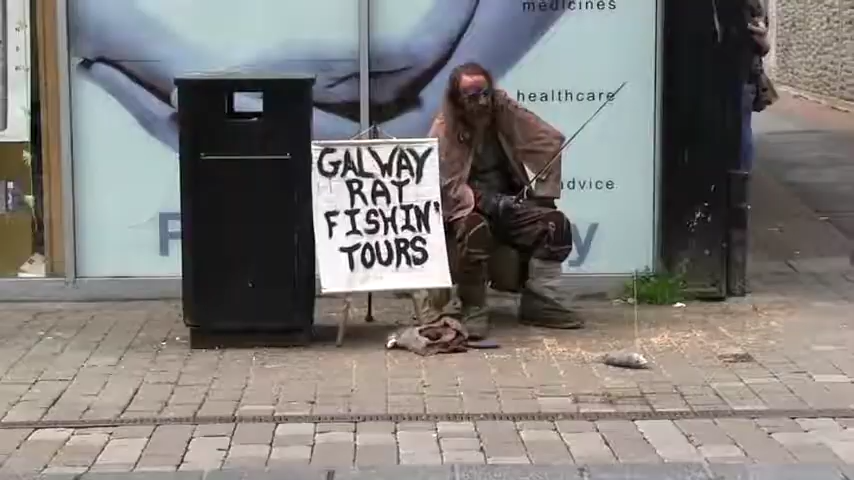 medicines
healthcare
advice
GALWAY
RAT
FISHIN'
TOURS
P
y